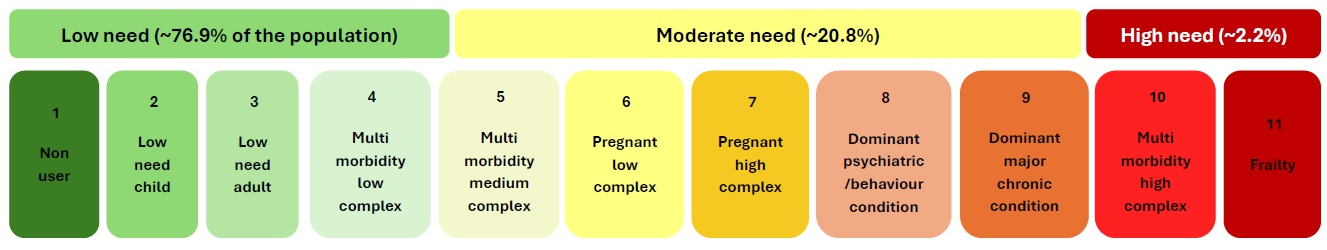 Low need (~76.9% of the population)
Moderate need (~20.8%)
High need (~2.2%)
1
Non
user
2
Low
need
child
3
Low
need
adult
4
Multi
morbidity
low
complex
5
Multi
morbidity
medium
complex
6
Pregnant
low
complex
7
Pregnant
high
complex
8
Dominant
psychiatric
/behaviour
condition
9
Dominant
major
chronic
condition
10
Multi
morbidity
high
complex
11
Frailty